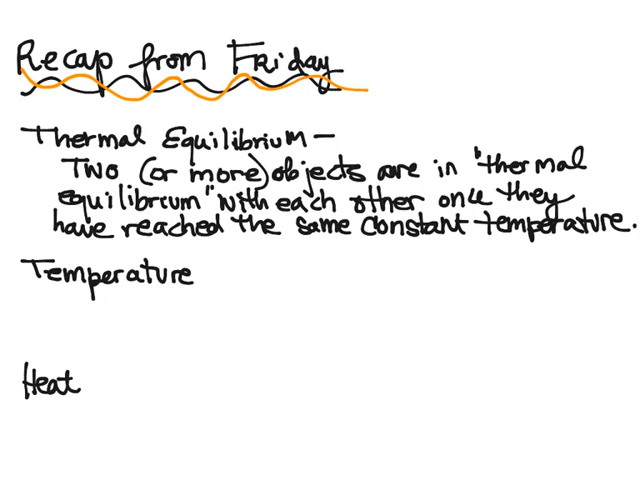 Recap from Friday
Thermal Equilibrium –
Two (or more) objects are in "thermal
equilibrium" with each other once they
have reached the same constant temperature.
Temperature
Heat